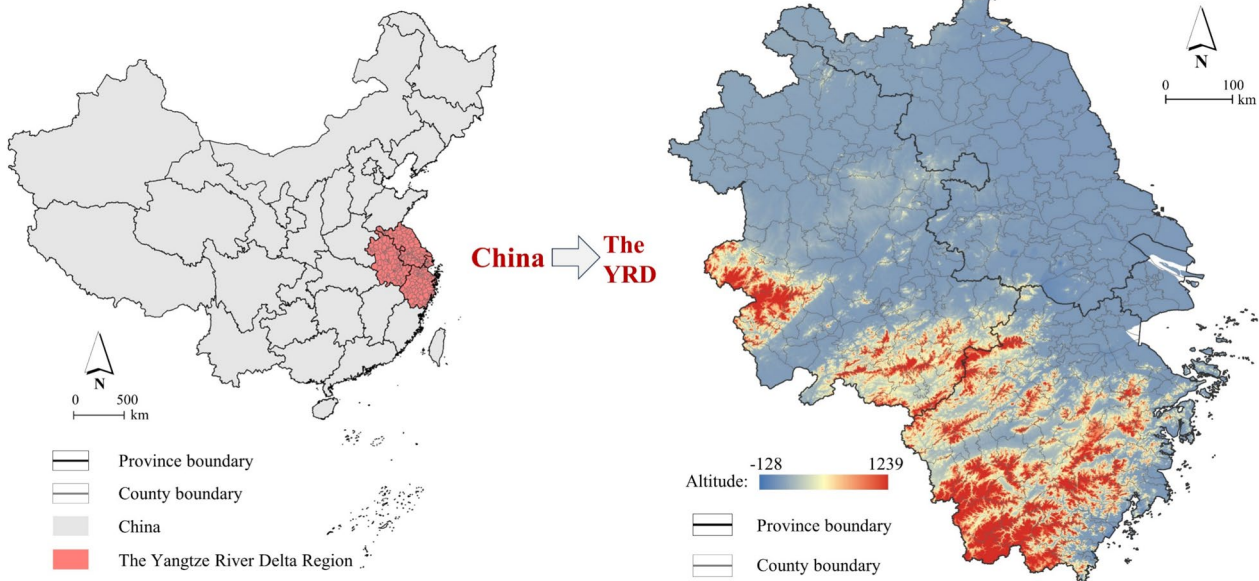 China
The
YRD
N
0 500
km
Province boundary
County boundary
China
The Yangtze River Delta Region
N
0 100
km
-128 1239
Altitude:
Province boundary
County boundary